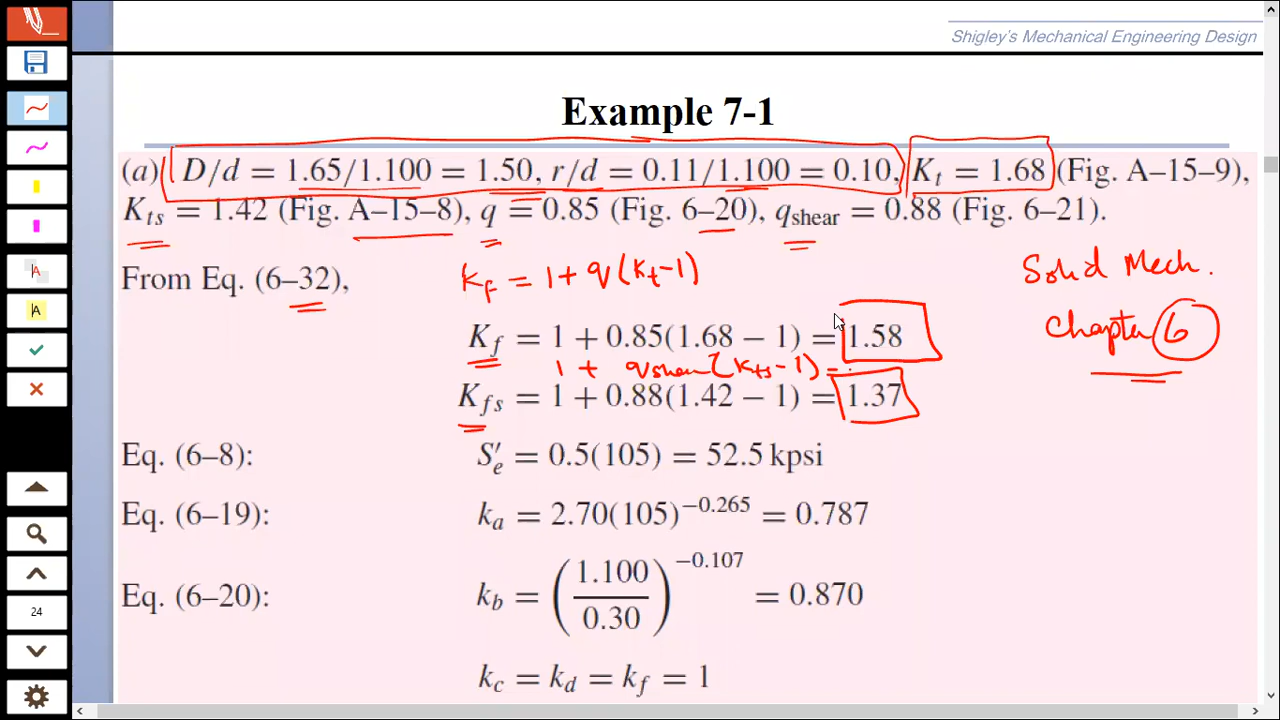 Shigley's Mechanical Engineering Design
Example 7-1
(a) D/d = 1.65/1.100 = 1.50, r/d = 0.11/1.100 = 0.10, K_t = 1.68 (Fig. A–15–9),
K_ts = 1.42 (Fig. A–15–8), q = 0.85 (Fig. 6–20), q_shear = 0.88 (Fig. 6–21).
Solid Mech.
From Eq. (6–32), K_f = 1 + q(K_t - 1)
Chapter 6
K_f = 1 + 0.85(1.68 − 1) = 1.58
1 + q_shear(K_ts - 1) =
K_fs = 1 + 0.88(1.42 − 1) = 1.37
Eq. (6–8): S′_e = 0.5(105) = 52.5 kpsi
Eq. (6–19): k_a = 2.70(105)^−0.265 = 0.787
Eq. (6–20): k_b = (1.100/0.30)^−0.107 = 0.870
k_c = k_d = k_f = 1
A
A
24